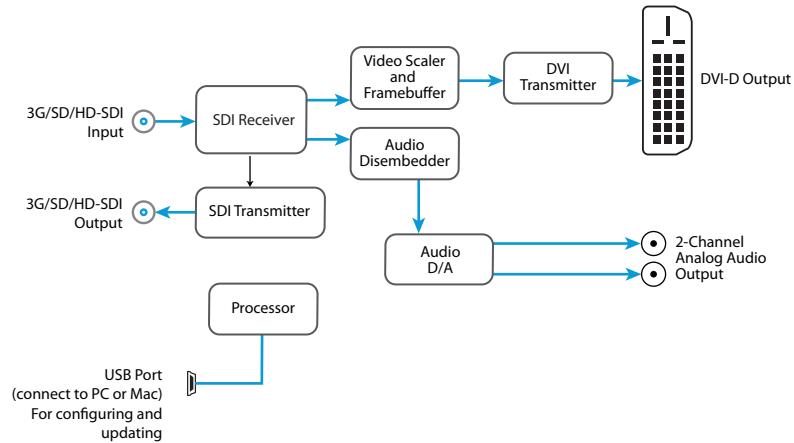 Video Scaler
and
Framebuffer
DVI
Transmitter
DVI-D Output
3G/SD/HD-SDI
Input
SDI Receiver
Audio
Disembedder
3G/SD/HD-SDI
Output
SDI Transmitter
Audio
D/A
2-Channel
Analog Audio
Output
Processor
USB Port
(connect to PC or Mac)
For configuring and
updating